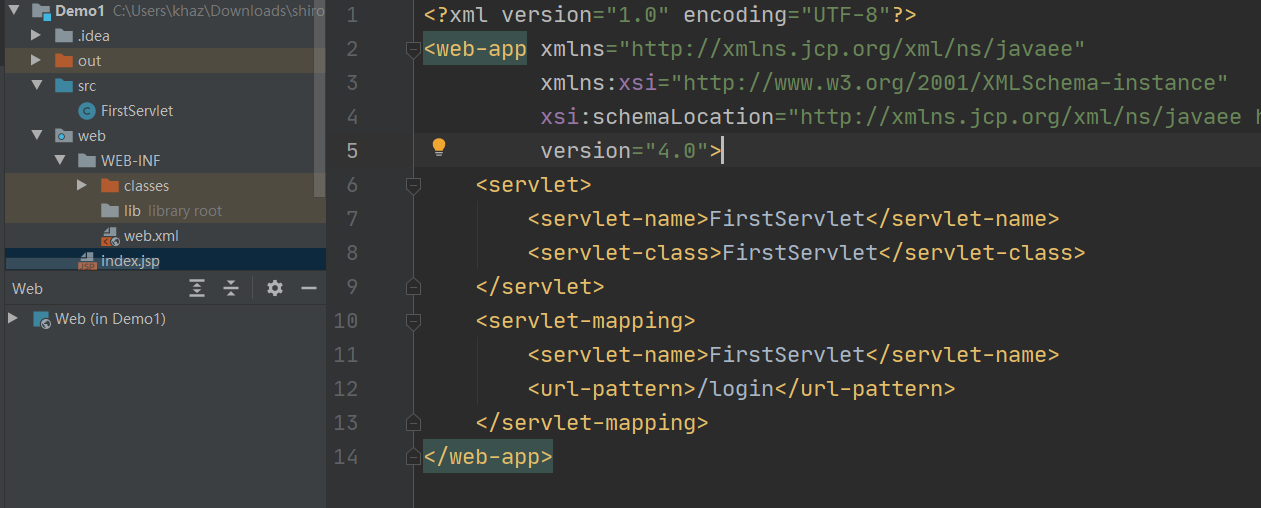 Demo1 C:\Users\khaz\Downloads\shiro
.idea
out
src
FirstServlet
web
WEB-INF
classes
lib library root
web.xml
index.jsp
Web
Web (in Demo1)
1 <?xml version="1.0" encoding="UTF-8"?>
2 <web-app xmlns="http://xmlns.jcp.org/xml/ns/javaee"
3 xmlns:xsi="http://www.w3.org/2001/XMLSchema-instance"
4 xsi:schemaLocation="http://xmlns.jcp.org/xml/ns/javaee
5 version="4.0">
6 <servlet>
7 <servlet-name>FirstServlet</servlet-name>
8 <servlet-class>FirstServlet</servlet-class>
9 </servlet>
10 <servlet-mapping>
11 <servlet-name>FirstServlet</servlet-name>
12 <url-pattern>/login</url-pattern>
13 </servlet-mapping>
14 </web-app>